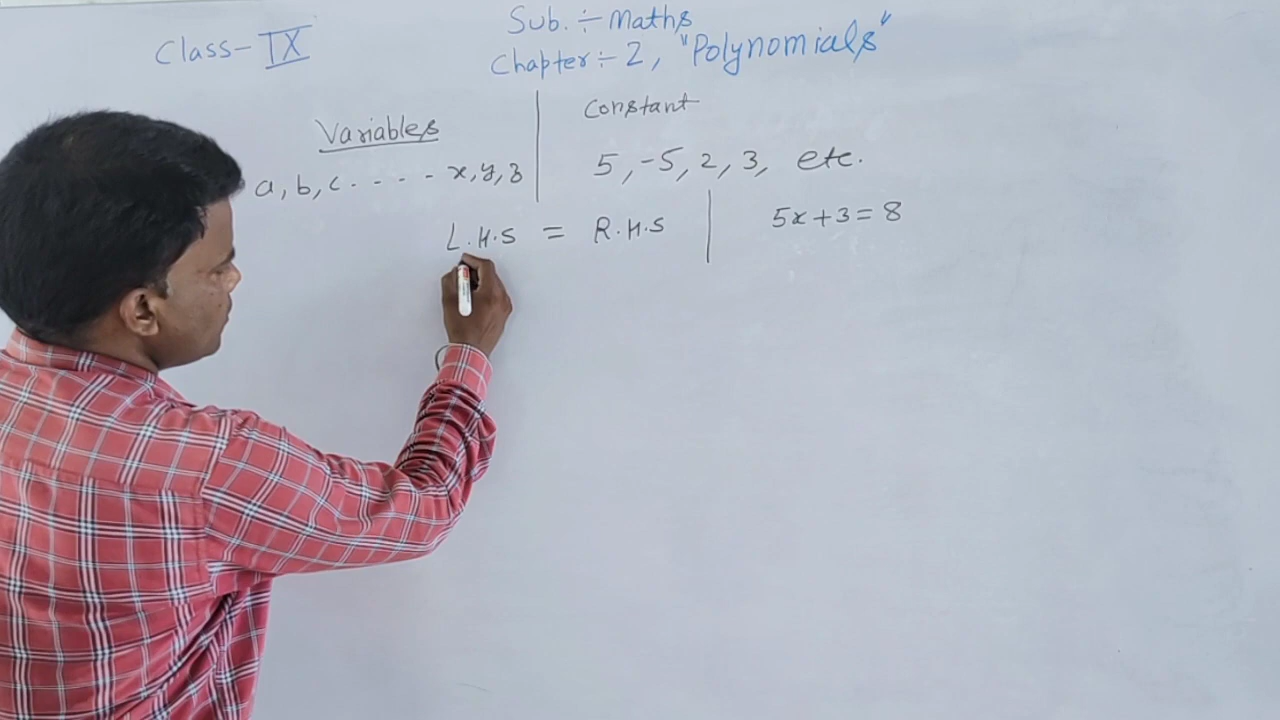 Class- IX
Sub. ÷ Maths
Chapter ÷ 2, "Polynomials"
Variables
a, b, c . . . . - x, y, z
Constant
5, -5, 2, 3, etc.
L.H.S = R.H.S
5x+3=8